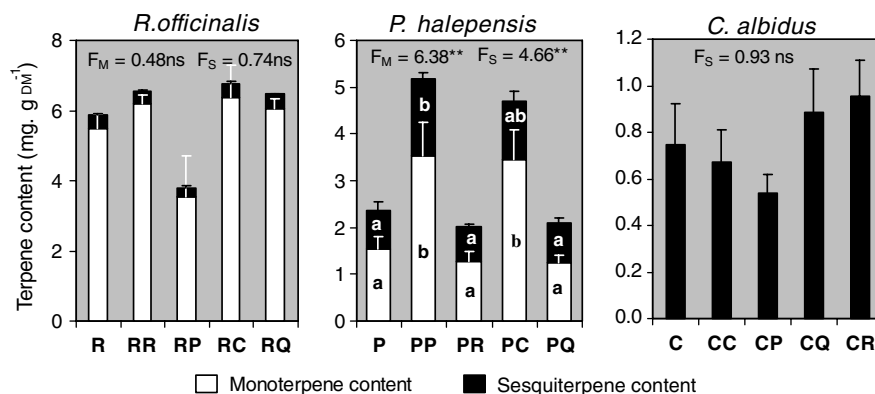 R.officinalis P. halepensis C. albidus
Terpene content (mg. g DM-1)
8
6
4
2
0
FM = 0.48ns FS = 0.74ns
R RR RP RC RQ
6
5
4
3
2
1
0
FM = 6.38** FS = 4.66**
b
ab
a a a
b b
a a a
P PP PR PC PQ
1.2
1.0
0.8
0.6
0.4
0.2
0.0
FS = 0.93 ns
C CC CP CQ CR
Monoterpene content Sesquiterpene content